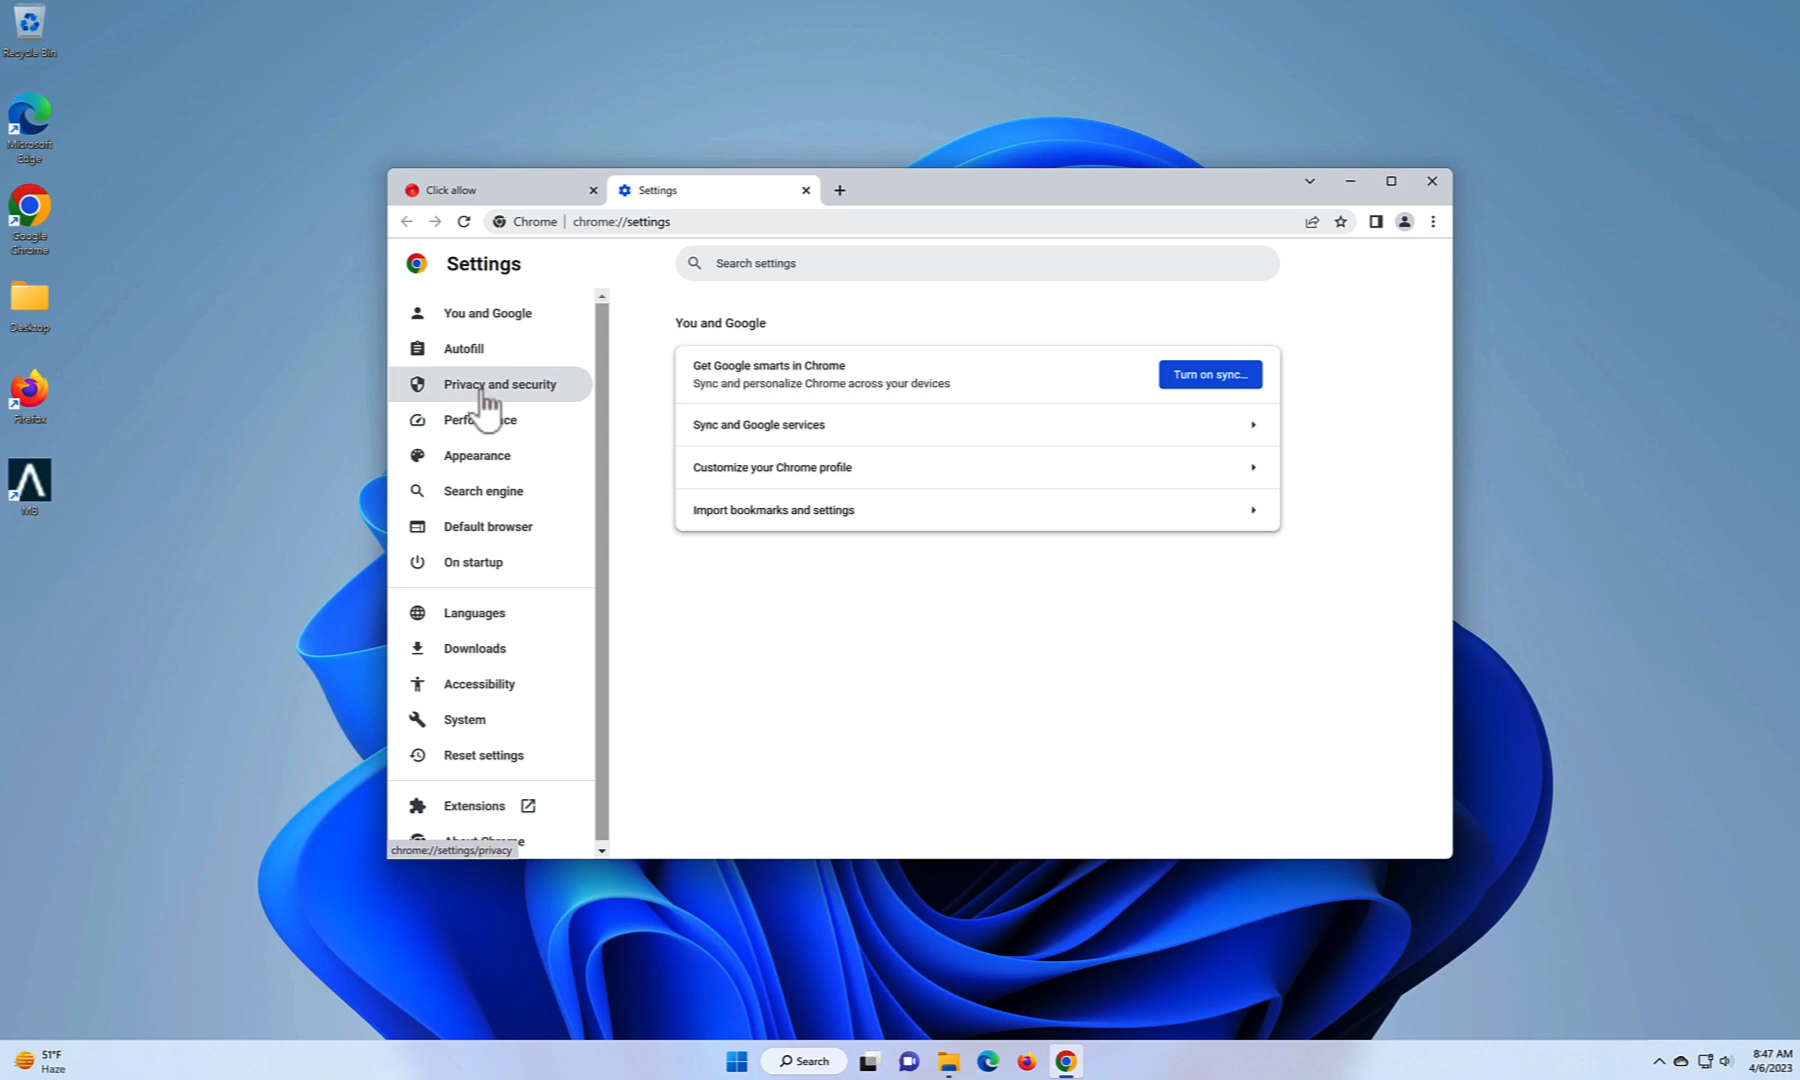 Recycle Bin
Microsoft
Edge
Google
Chrome
Desktop
Firefox
MB
Click allow
Settings
Chrome
chrome://settings
Settings
Search settings
You and Google
Autofill
Privacy and security
Appearance
Search engine
Default browser
On startup
Languages
Downloads
Accessibility
System
Reset settings
Extensions
About Chrome
chrome://settings/privacy
You and Google
Get Google smarts in Chrome
Sync and personalize Chrome across your devices
Turn on sync...
Sync and Google services
Customize your Chrome profile
Import bookmarks and settings
51°F
Haze
Search
8:47 AM
4/6/2023